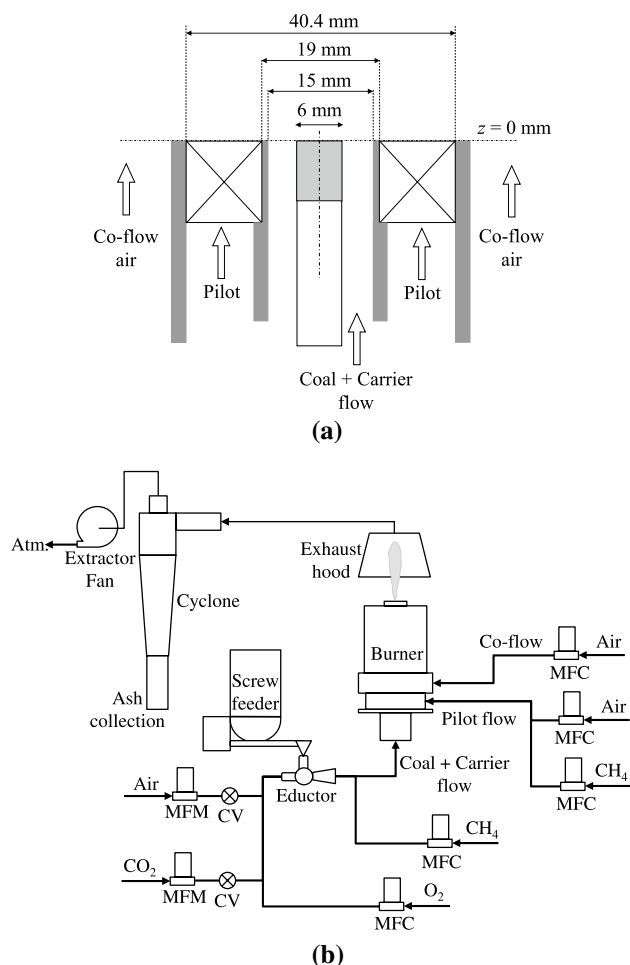 40.4 mm
19 mm
15 mm
6 mm
z = 0 mm
Co-flow
air
Co-flow
air
Pilot
Pilot
Coal + Carrier
flow
(a)
Atm.
Extractor
Fan
Exhaust
hood
Cyclone
Burner
Co-flow
Air
MFC
Ash
collection
Screw
feeder
Pilot flow
Air
MFC
Coal + Carrier
flow
CH4
MFC
Air
MFM
CV
Eductor
CH4
MFC
CO2
MFM
CV
O2
MFC
(b)